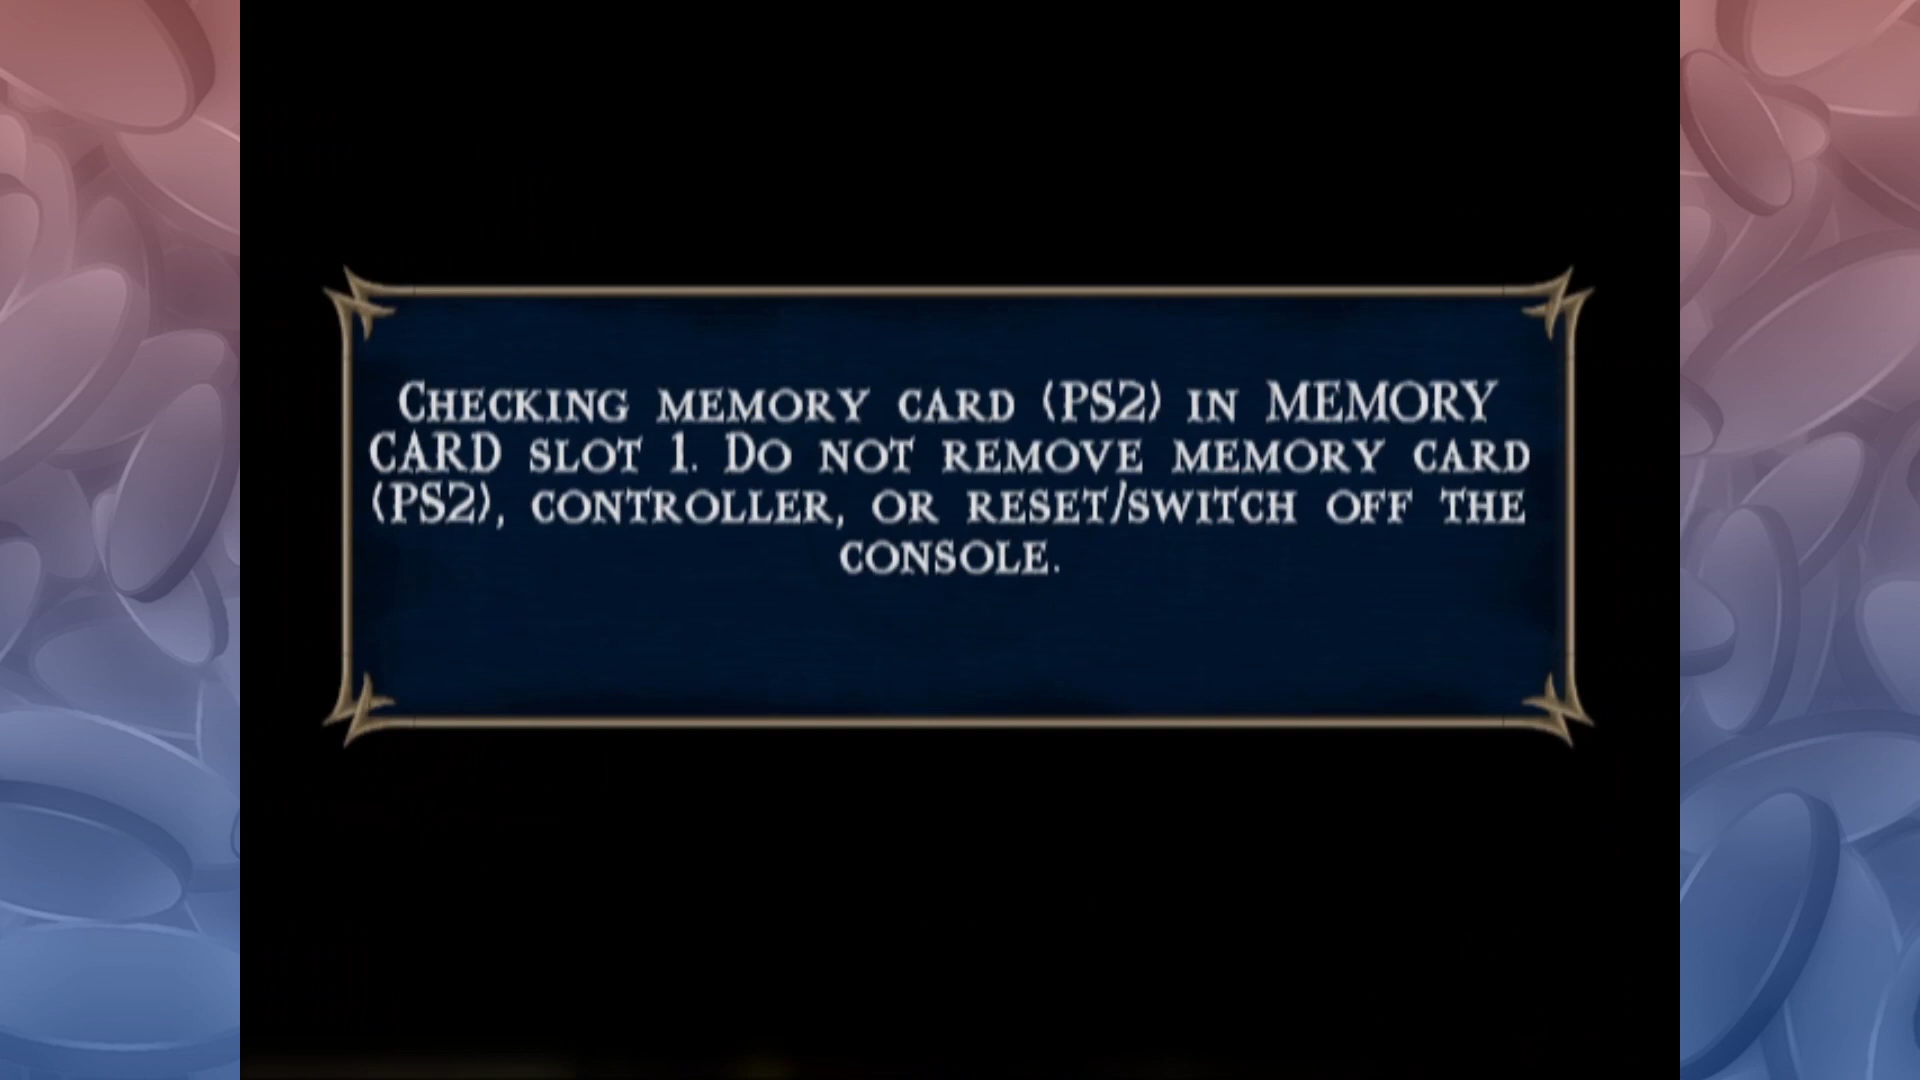 Checking memory card (PS2) in MEMORY
CARD slot 1. Do not remove memory card
(PS2), controller, or reset/switch off the
console.